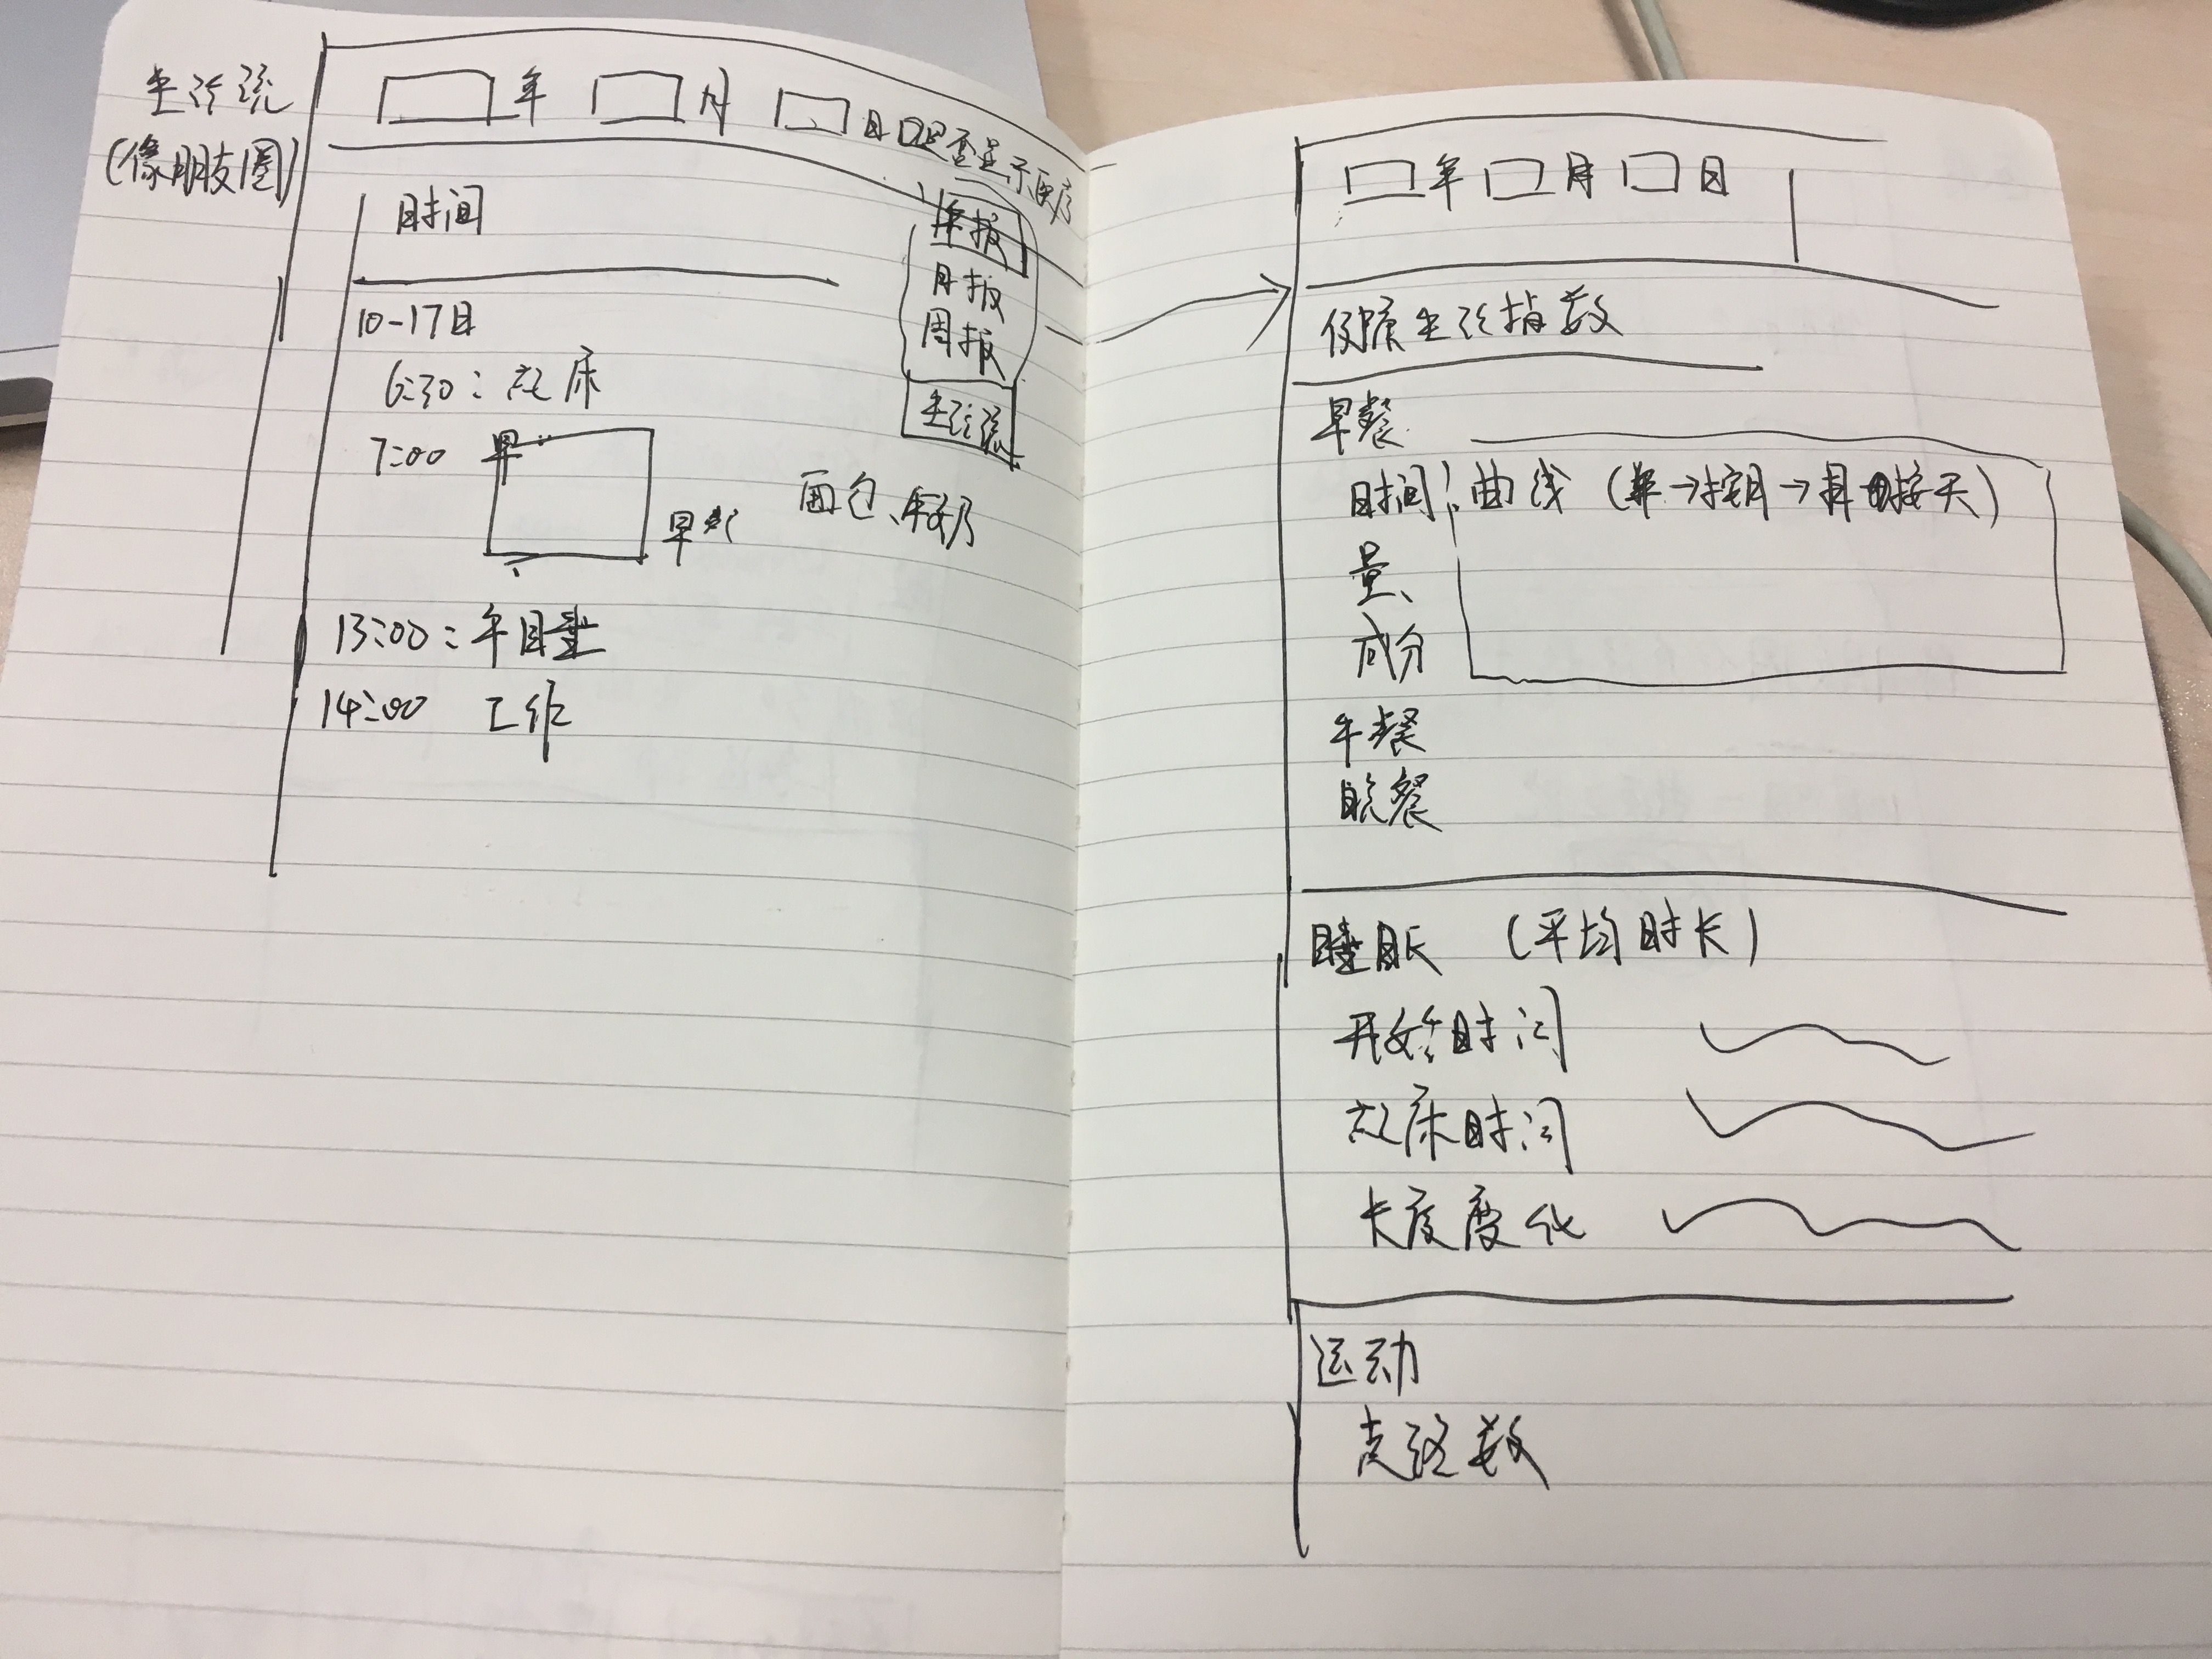 生活流
(像朋友圈)
年 月 日 是否显示顺序
时间
年报
月报
周报
生活流
10-17日
6:30: 起床
7:00 早
早餐 面包、牛奶
13:00: 午睡
14:00 工作
年 月 日
健康生活指数
早餐
时间 曲线 (年→按月→月 按天)
量、
成分
午餐
晚餐
睡眠 (平均时长)
开始时间
起床时间
长度变化
运动
走路数